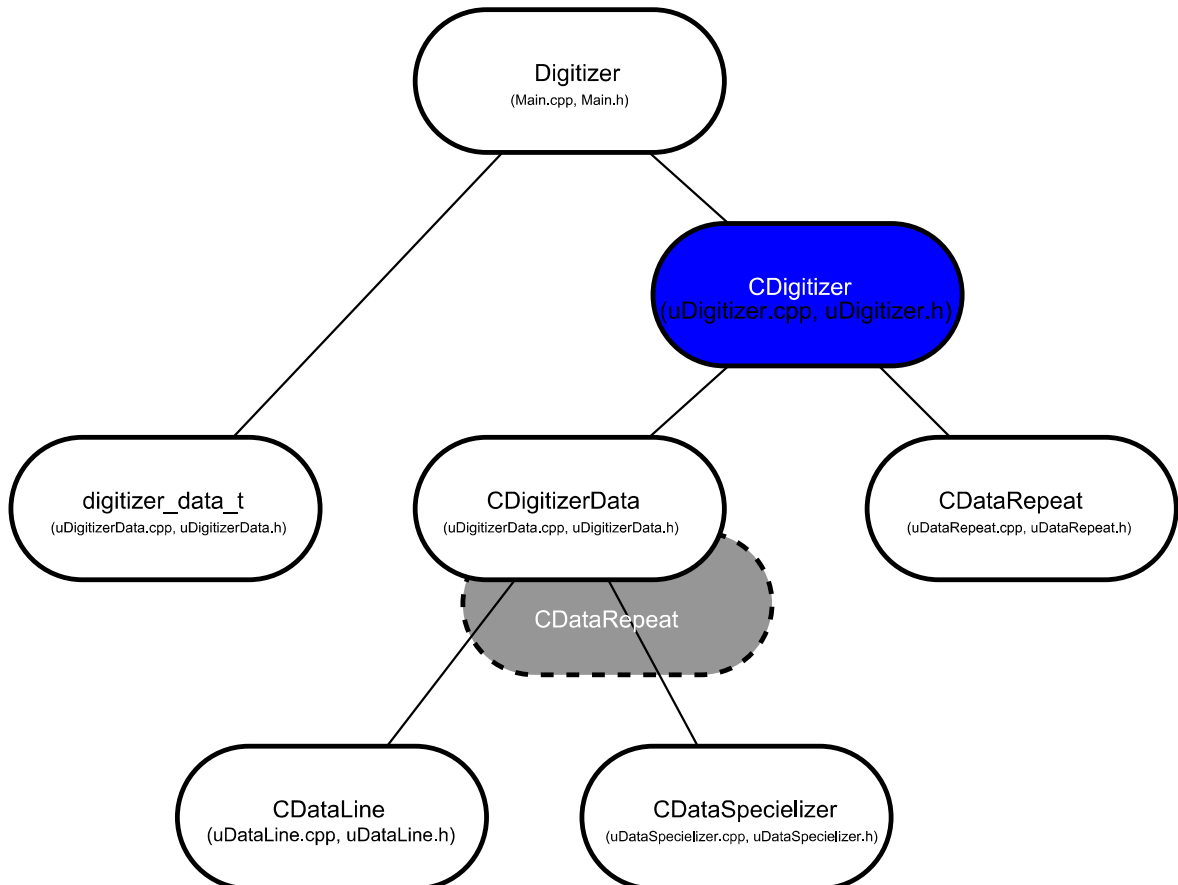 Digitizer
(Main.cpp, Main.h)
CDigitizer
(uDigitizer.cpp, uDigitizer.h)
digitizer_data_t
(uDigitizerData.cpp, uDigitizerData.h)
CDigitizerData
(uDigitizerData.cpp, uDigitizerData.h)
CDataRepeat
(uDataRepeat.cpp, uDataRepeat.h)
CDataRepeat
CDataLine
(uDataLine.cpp, uDataLine.h)
CDataSpecielizer
(uDataSpecielizer.cpp, uDataSpecielizer.h)